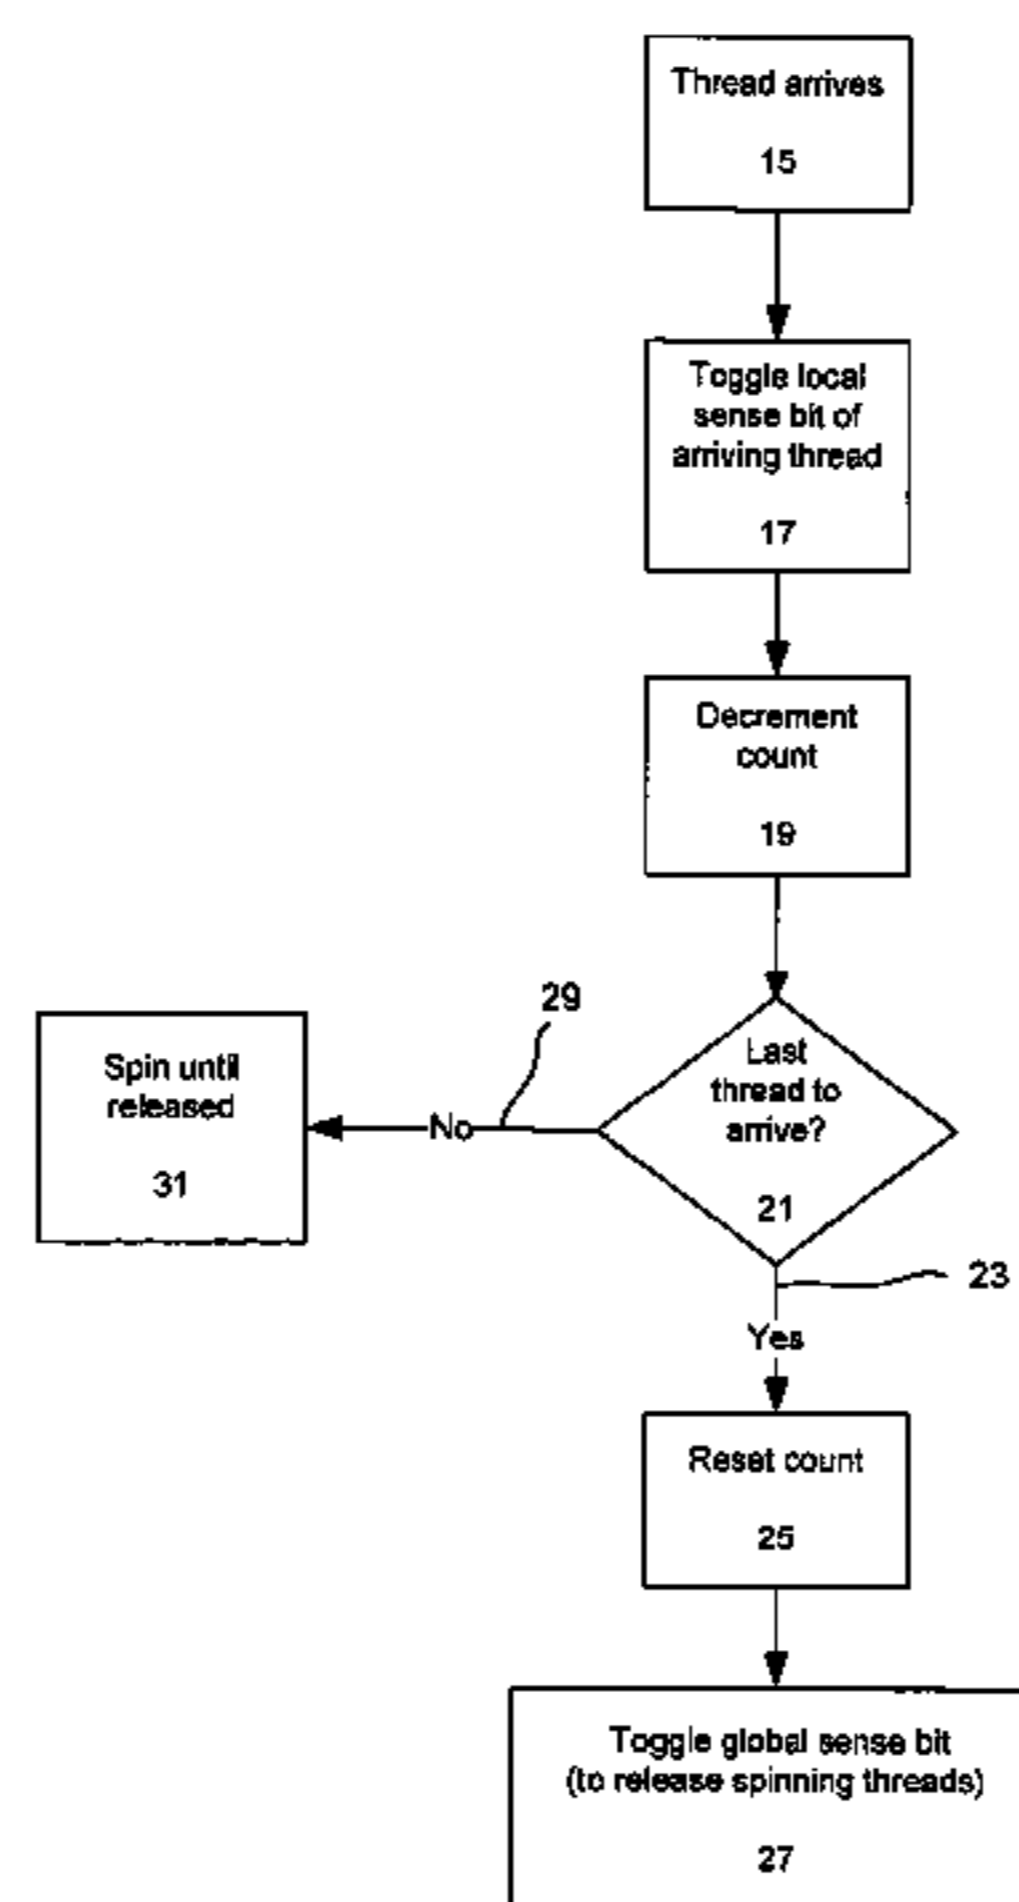 Thread arrives
15
Toggle local
sense bit of
arriving thread
17
Decrement
count
19
29
Last
thread to
arrive?
21
No
Spin until
released
31
23
Yes
Reset count
25
Toggle global sense bit
(to release spinning threads)
27